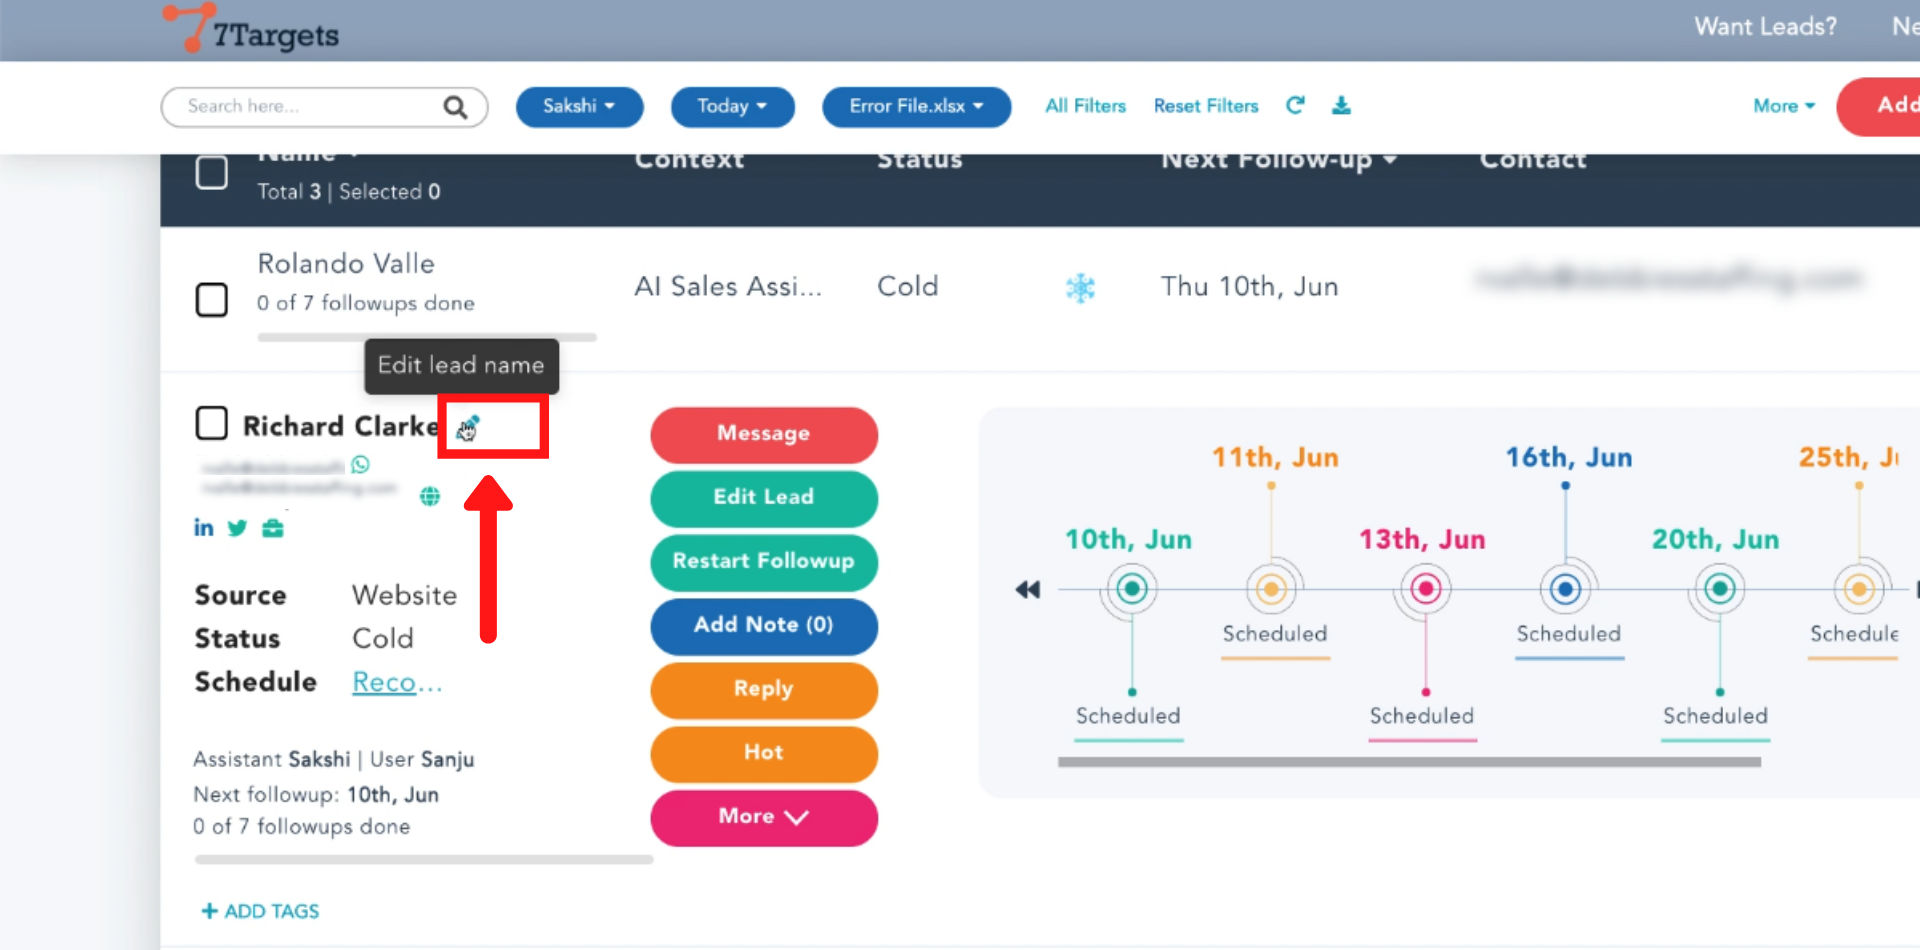 7Targets
Want Leads?
Search here...
Sakshi
Today
Error File.xlsx
All Filters
Reset Filters
More
Add
Name
Context
Status
Next Follow-up
Contact
Total 3 | Selected 0
Rolando Valle
0 of 7 followups done
AI Sales Assi...
Cold
Thu 10th, Jun
Edit lead name
Richard Clarke
in
Source Website
Status Cold
Schedule Reco...
Assistant Sakshi | User Sanju
Next followup: 10th, Jun
0 of 7 followups done
+ ADD TAGS
Message
Edit Lead
Restart Followup
Add Note (0)
Reply
Hot
More
11th, Jun
16th, Jun
25th, J
10th, Jun
13th, Jun
20th, Jun
Scheduled
Scheduled
Schedule
Scheduled
Scheduled
Scheduled